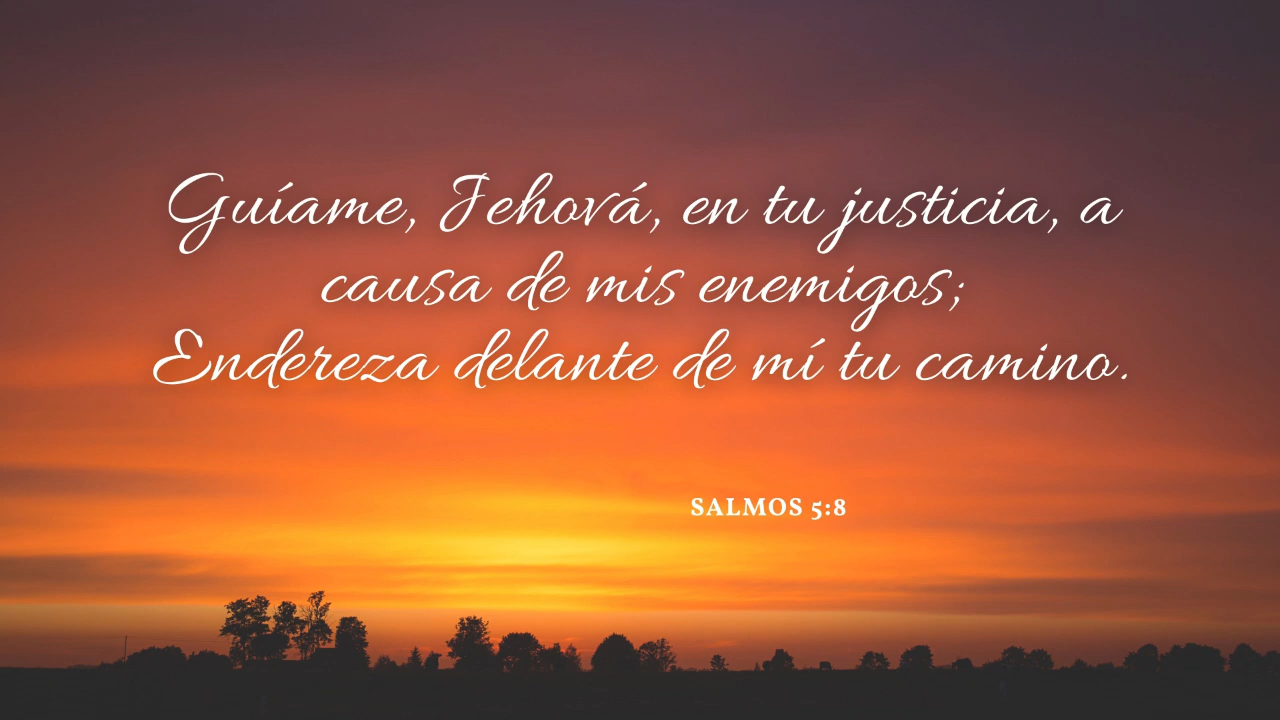 Guíame, Jehová, en tu justicia, a
causa de mis enemigos;
Endereza delante de mí tu camino.
SALMOS 5:8